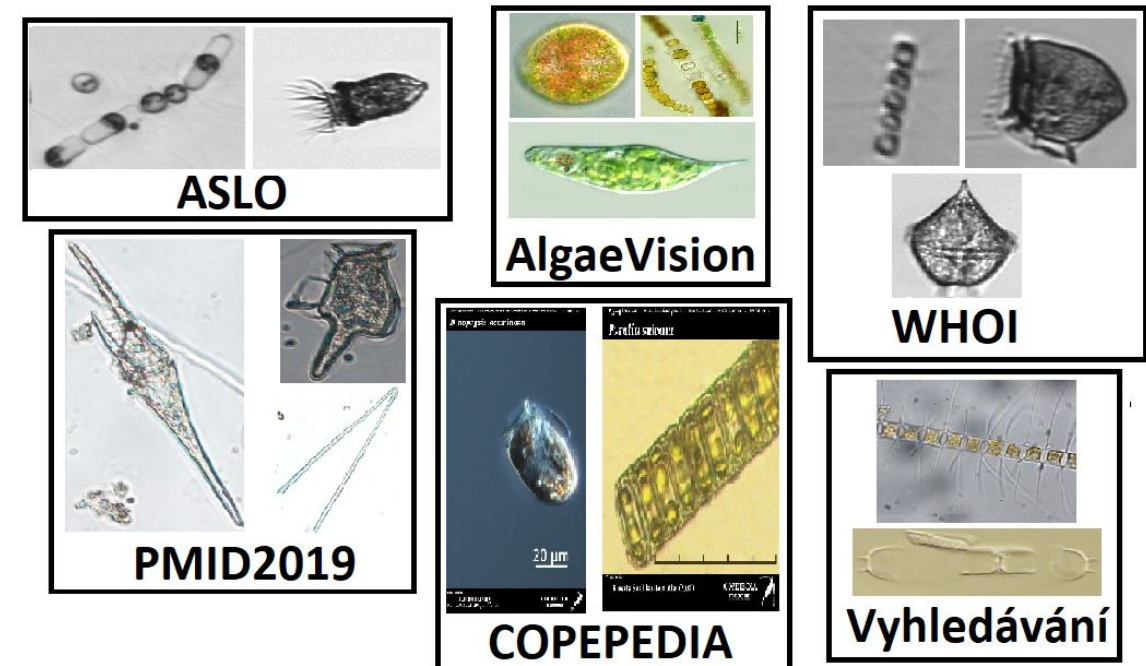 ASLO
AlgaeVision
WHOI
PMID2019
20 µm
COPEPEDIA
Vyhledávání